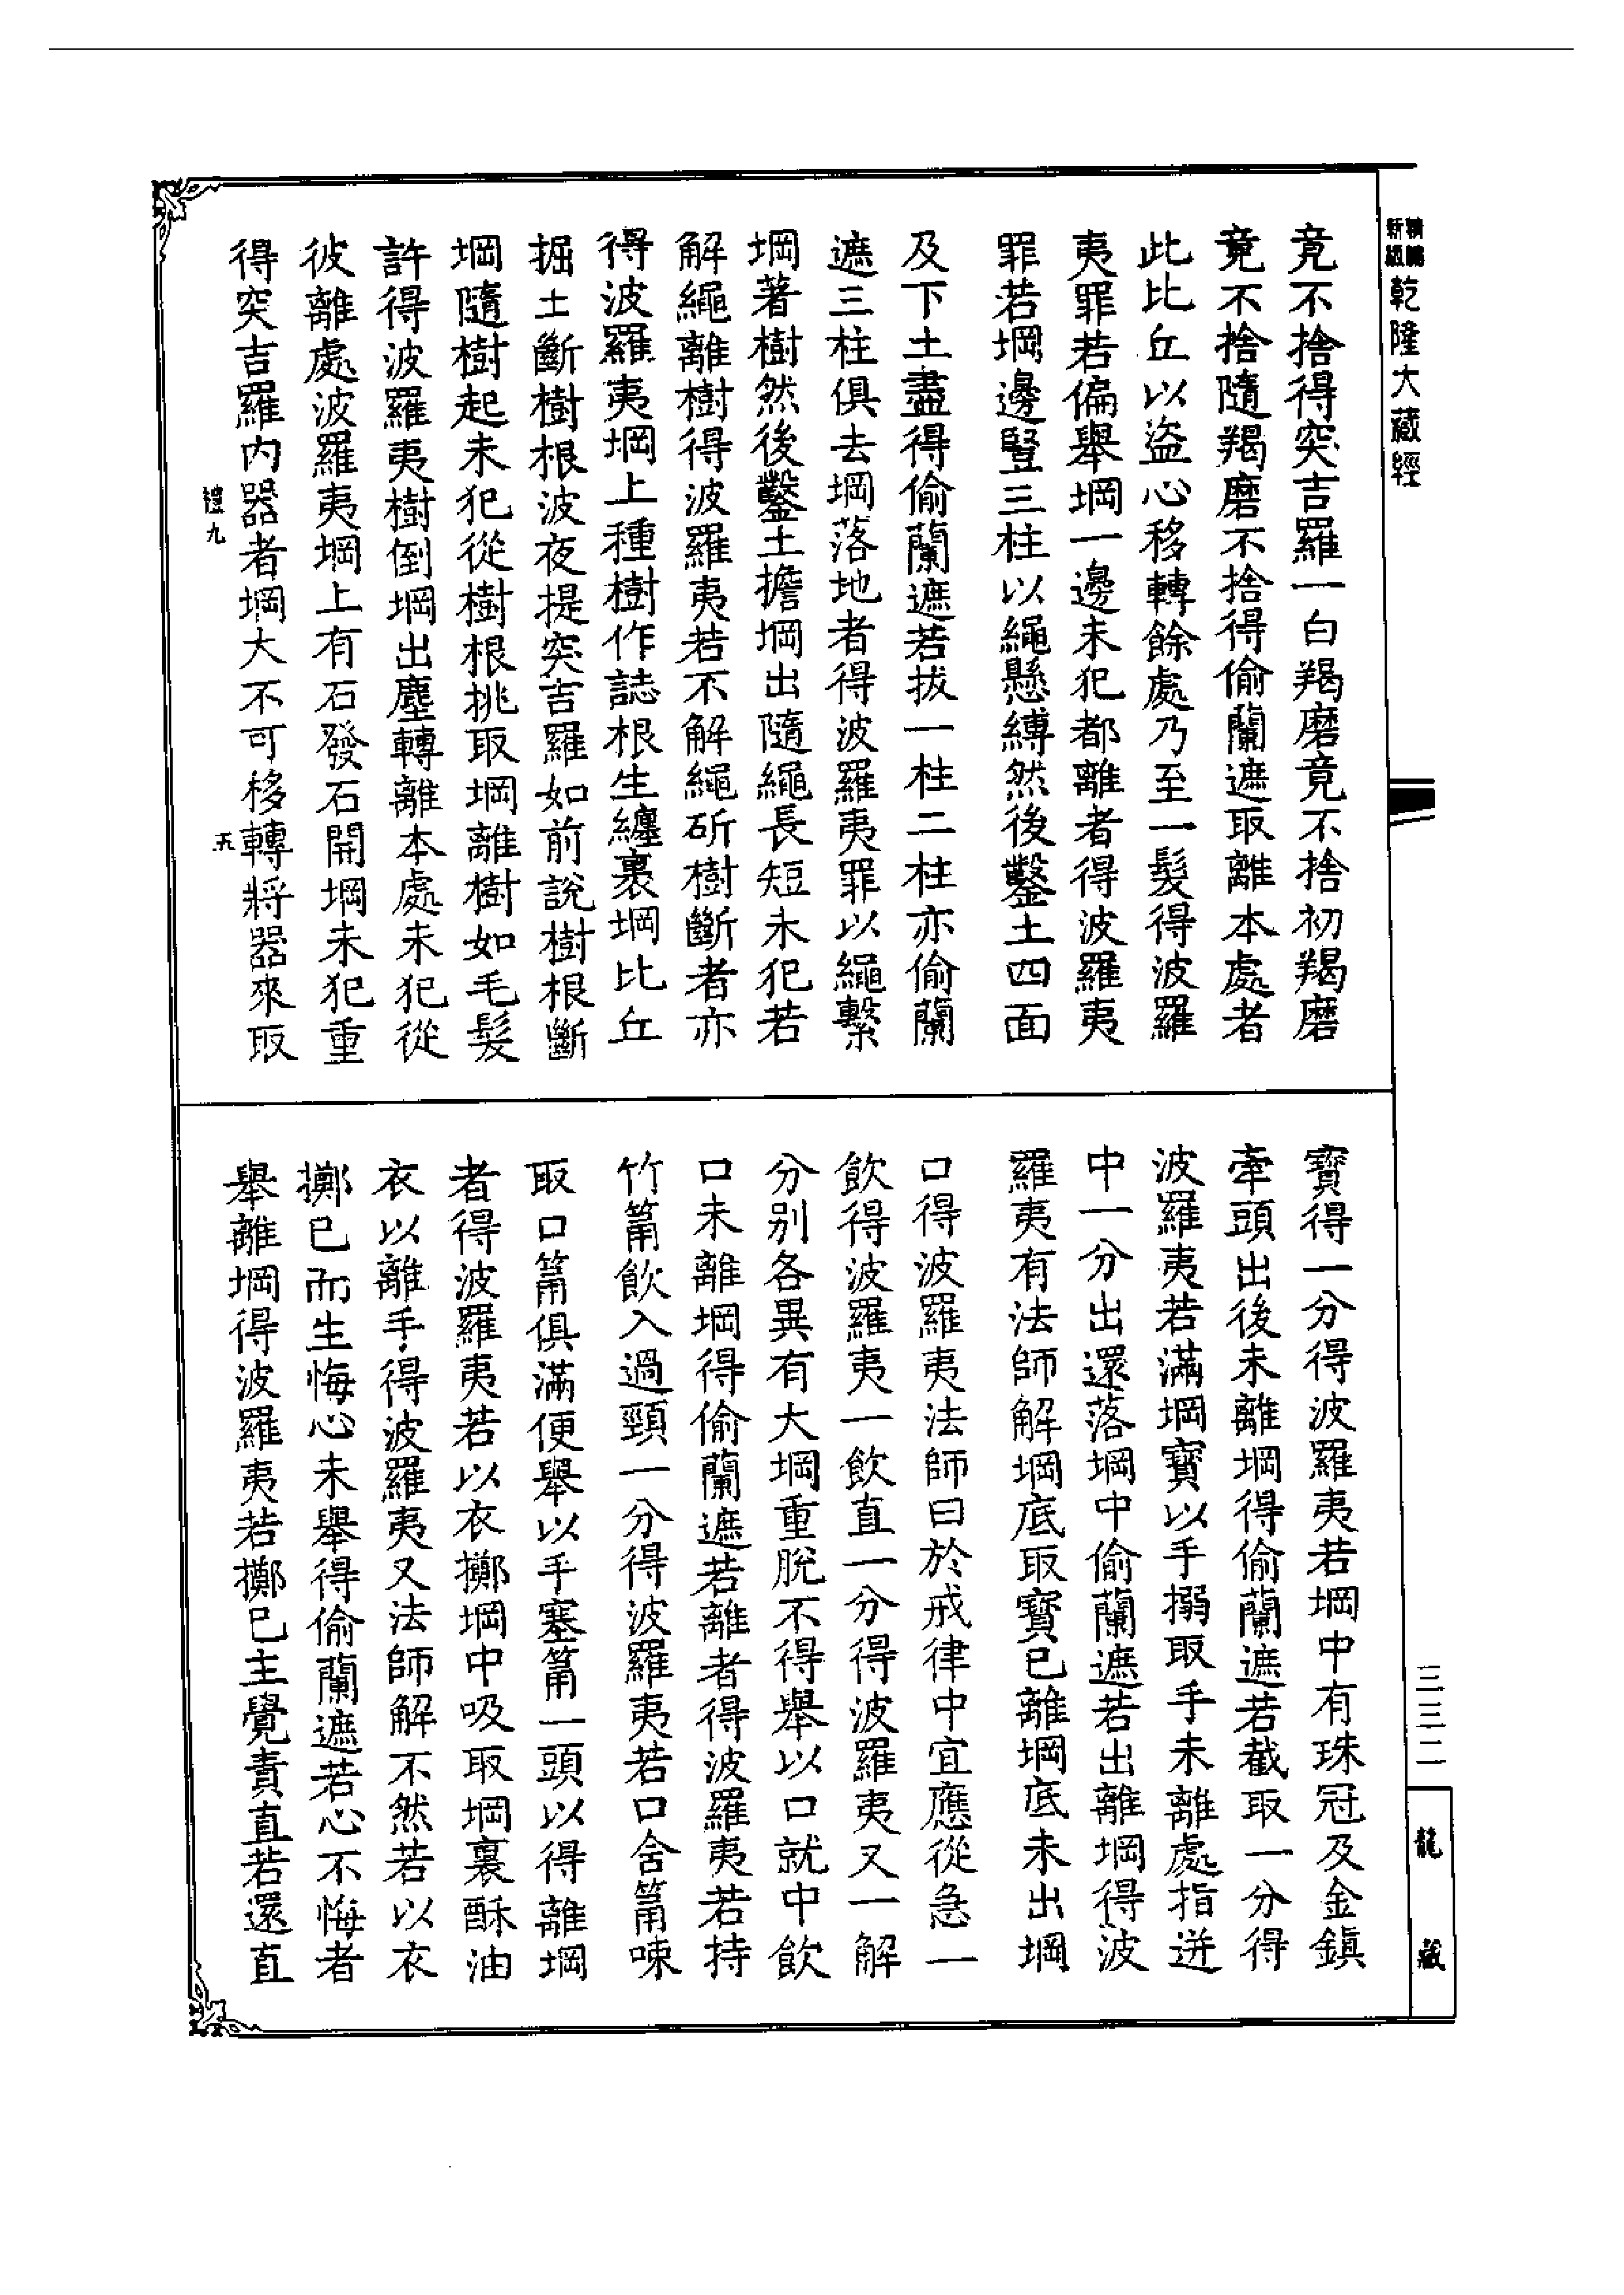 新編 縮編 乾隆大藏經
竟不捨得突吉羅一白羯磨竟不捨初羯磨
竟不捨隨羯磨不捨得偷蘭遮取離本處者
此比丘以盜心移轉餘處乃至一髮得波羅
夷罪若偏舉堈一邊未犯都離者得波羅夷
罪若堈邊豎三柱以繩懸縛然後鑿土四面
及下土盡得偷蘭遮若拔一柱二柱亦偷蘭
遮三柱俱去堈落地者得波羅夷罪以繩繫
堈著樹然後鑿土擔堈出隨繩長短未犯若
解繩離樹得波羅夷若不解繩斫樹斷者亦
得波羅夷堈上種樹作誌根生纏裹堈比丘
掘土斷樹根波夜提突吉羅如前說樹根斷
堈隨樹起未犯從樹根挑取堈離樹如毛髮
許得波羅夷樹倒堈出塵轉離本處未犯從
彼離處波羅夷堈上有石發石開堈未犯重
得突吉羅內器者堈大不可移轉將器來取
禮九
五
寶得一分得波羅夷若堈中有珠冠及金鎖
牽頭出後未離堈得偷蘭遮若截取一分得
波羅夷若滿堈寶以手搦取手未離處指迸
中一分出還落堈中偷蘭遮若出離堈得波
羅夷有法師解堈底取寶已離堈底未出堈
口得波羅夷法師曰於戒律中宜應從急一
飲得波羅夷一飲直一分得波羅夷又一解
分別各異有大堈重脫不得舉以口就中飲
口未離堈得偷蘭遮若離者得波羅夷若持
竹筩飲入過頸一分得波羅夷若口含筩唻
取口筩俱滿便舉以手塞筩一頭以得離堈
者得波羅夷若以衣擲堈中吸取堈裏酥油
衣以離手得波羅夷又法師解不然若以衣
擲已而生悔心未舉得偷蘭遮若心不悔者
舉離堈得波羅夷若擲已主覺責直若還直
三三二
龍藏